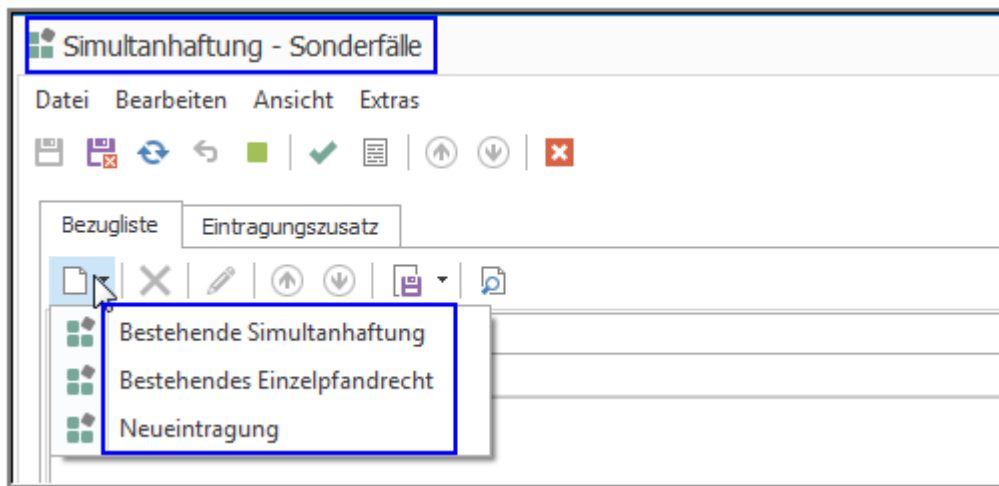 Simultanhaftung - Sonderfälle
Datei Bearbeiten Ansicht Extras
Bezugliste Eintragungszusatz
Bestehende Simultanhaftung
Bestehendes Einzelpfandrecht
Neueintragung